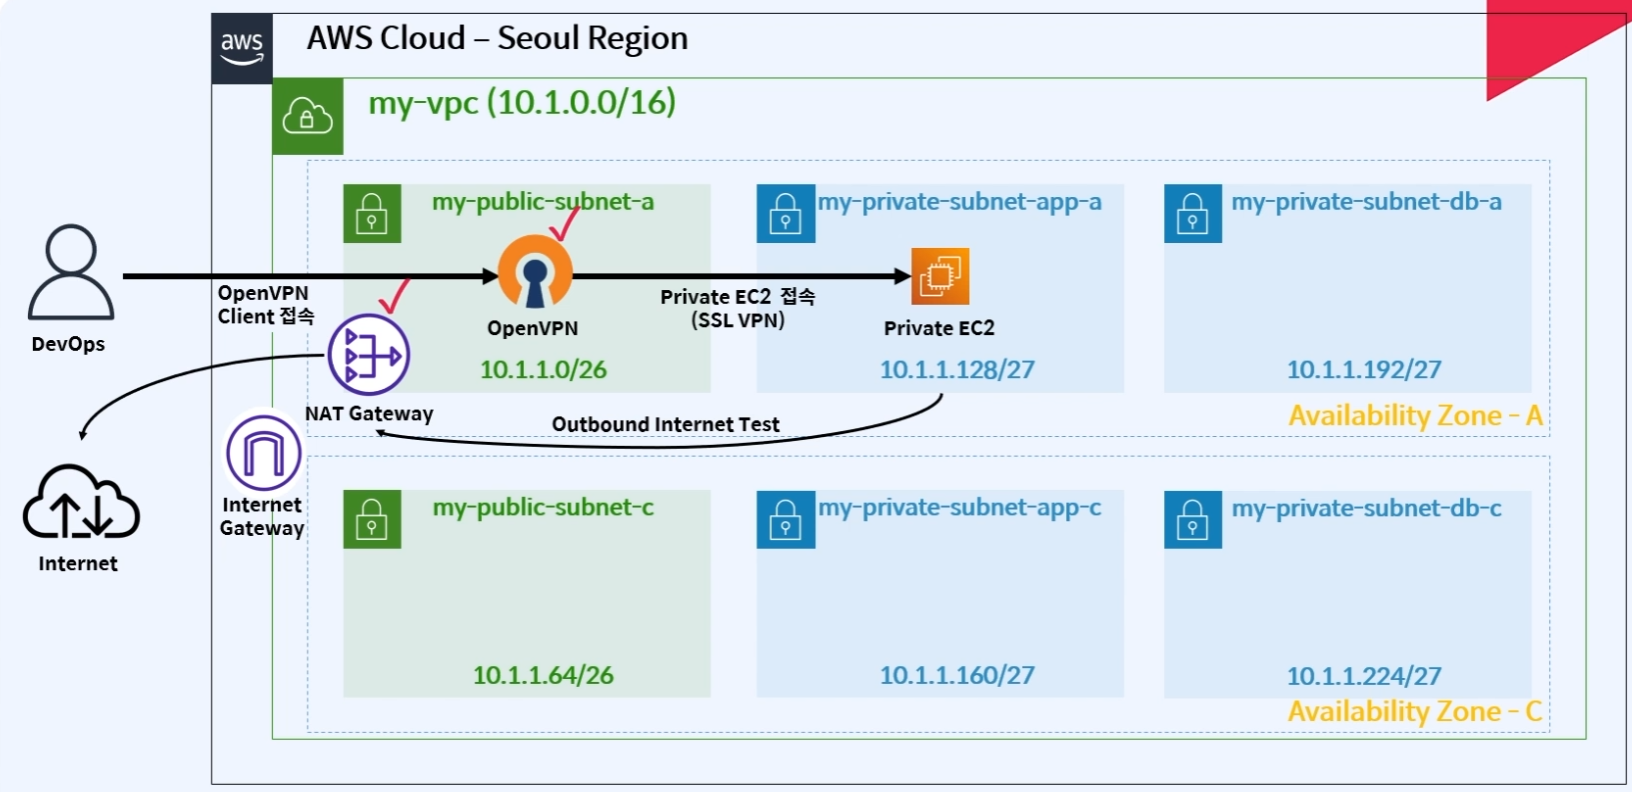 aws
AWS Cloud – Seoul Region
my-vpc (10.1.0.0/16)
my-public-subnet-a
my-private-subnet-app-a
my-private-subnet-db-a
OpenVPN
Client 접속
DevOps
OpenVPN
Private EC2 접속
(SSL VPN)
Private EC2
10.1.1.0/26
10.1.1.128/27
10.1.1.192/27
NAT Gateway
Outbound Internet Test
Availability Zone – A
Internet
Gateway
Internet
my-public-subnet-c
my-private-subnet-app-c
my-private-subnet-db-c
10.1.1.64/26
10.1.1.160/27
10.1.1.224/27
Availability Zone – C